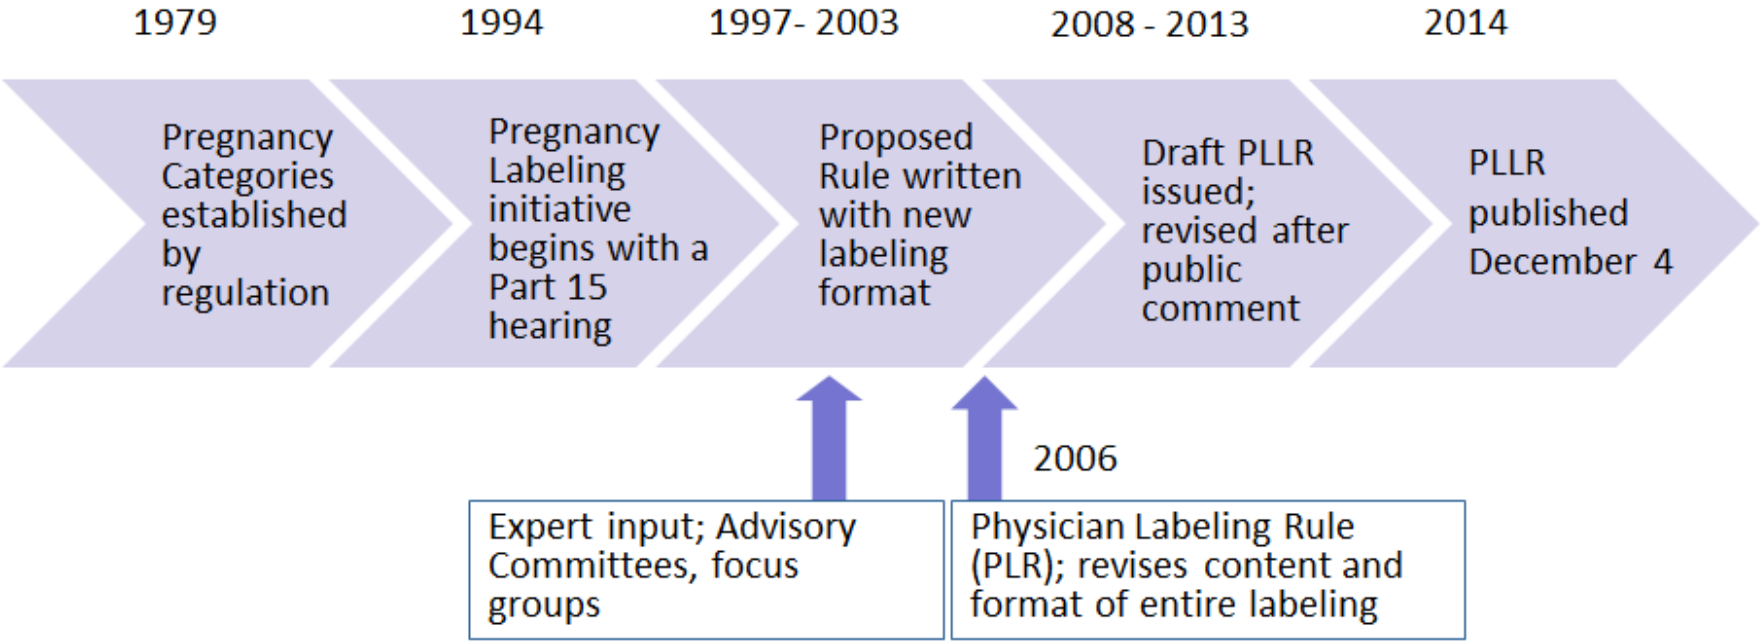 1979
1994
1997- 2003
2008 - 2013
2014
Pregnancy
Categories
established
by
regulation
Pregnancy
Labeling
initiative
begins with a
Part 15
hearing
Proposed
Rule written
with new
labeling
format
Draft PLLR
issued;
revised after
public
comment
PLLR
published
December 4
2006
Expert input; Advisory
Committees, focus
groups
Physician Labeling Rule
(PLR); revises content and
format of entire labeling